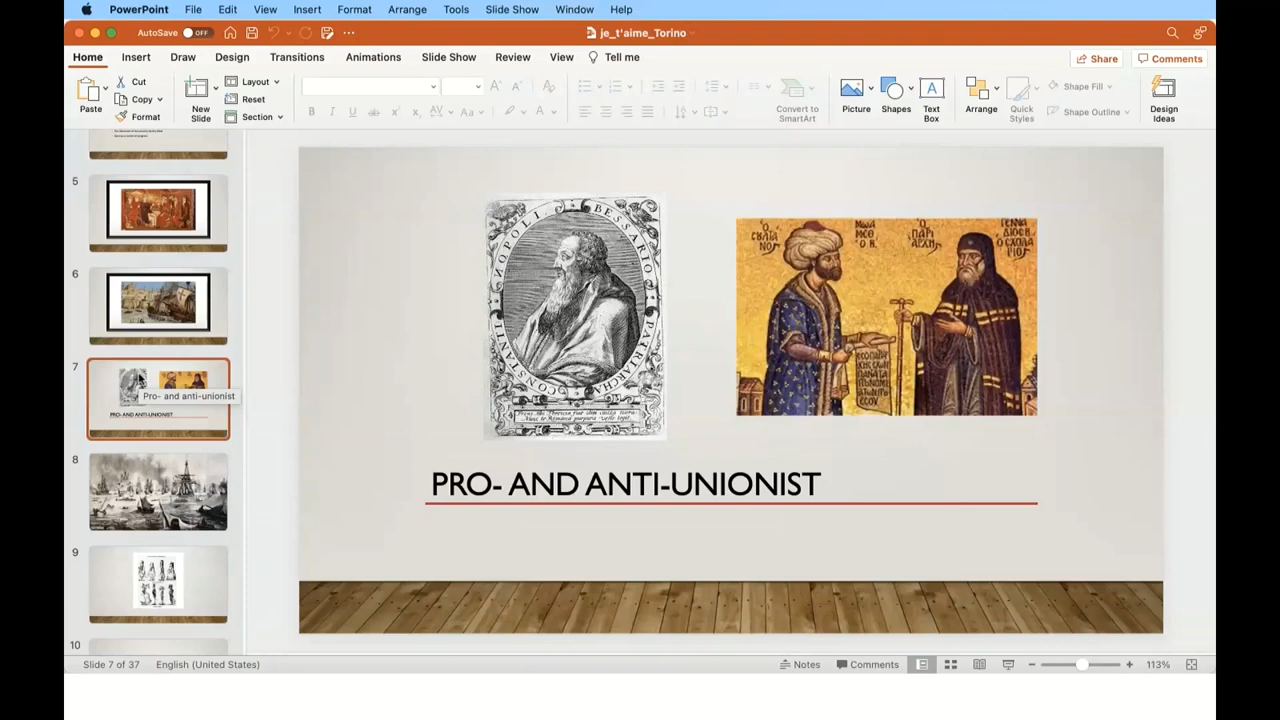 PowerPoint File Edit View Insert Format Arrange Tools Slide Show Window Help
AutoSave OFF je_t'aime_Torino
Home Insert Draw Design Transitions Animations Slide Show Review View Tell me Share Comments
Paste Cut Copy Format New Slide Layout Reset Section Convert to SmartArt Picture Shapes Text Box Arrange Quick Styles Shape Fill Shape Outline Design Ideas
5
6
7
PRO- AND ANTI-UNIONIST
Pro- and anti-unionist
8
9
10
BESSARIO PATRIARCHA CONSTANTINOPOLI
PRO- AND ANTI-UNIONIST
Slide 7 of 37 English (United States) Notes Comments 113%